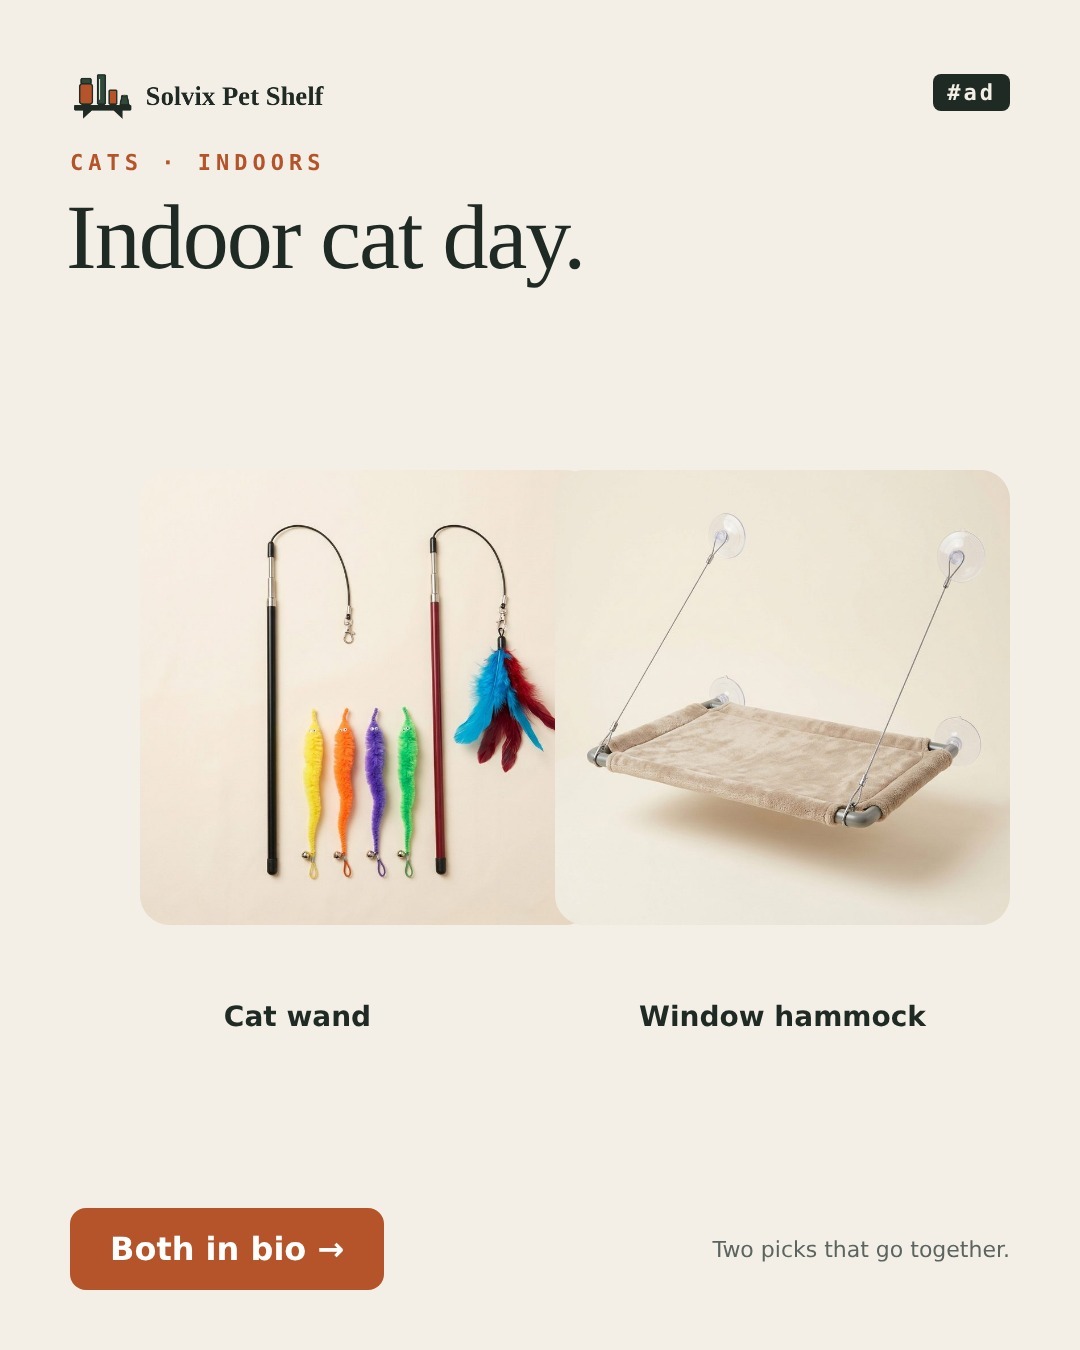 Solvix Pet Shelf
#ad
CATS · INDOORS
Indoor cat day.
Cat wand
Window hammock
Both in bio →
Two picks that go together.